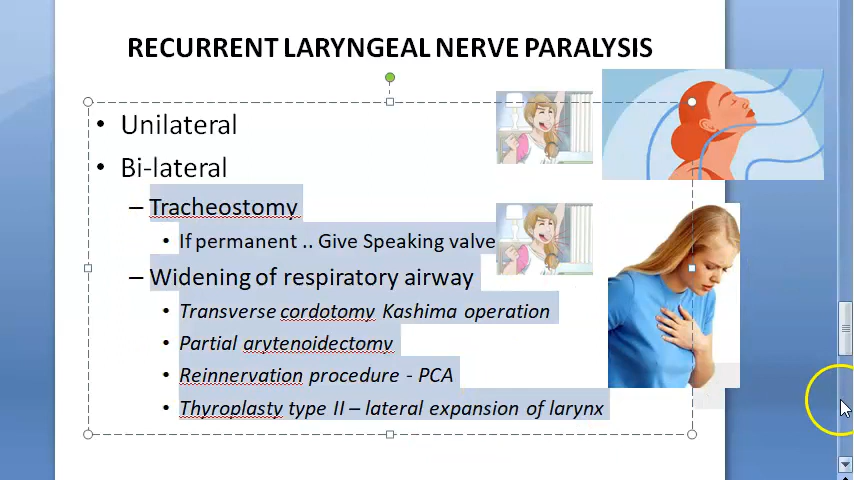 RECURRENT LARYNGEAL NERVE PARALYSIS
• Unilateral
• Bi-lateral
– Tracheostomy
• If permanent .. Give Speaking valve
– Widening of respiratory airway
• Transverse cordotomy Kashima operation
• Partial arytenoidectomy
• Reinnervation procedure - PCA
• Thyroplasty type II – lateral expansion of larynx